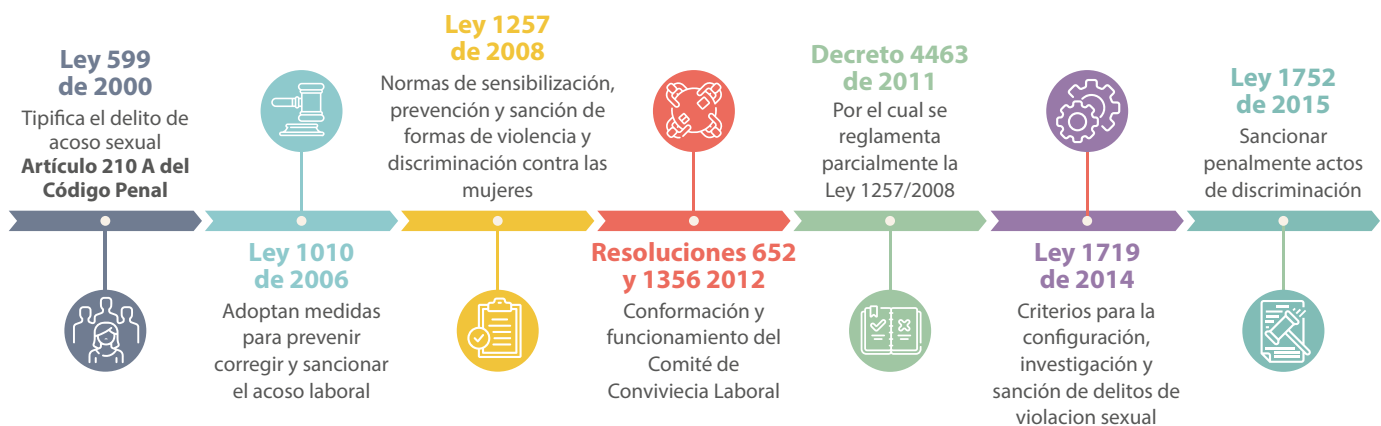 Ley 599
de 2000
Tipifica el delito de
acoso sexual
Artículo 210 A del
Código Penal
Ley 1010
de 2006
Adoptan medidas
para prevenir
corregir y sancionar
el acoso laboral
Ley 1257
de 2008
Normas de sensibilización,
prevención y sanción de
formas de violencia y
discriminación contra las
mujeres
Resoluciones 652
y 1356 2012
Conformación y
funcionamiento del
Comité de
Conviviecia Laboral
Decreto 4463
de 2011
Por el cual se
reglamenta
parcialmente la
Ley 1257/2008
Ley 1719
de 2014
Criterios para la
configuración,
investigación y
sanción de delitos de
violacion sexual
Ley 1752
de 2015
Sancionar
penalmente actos
de discriminación